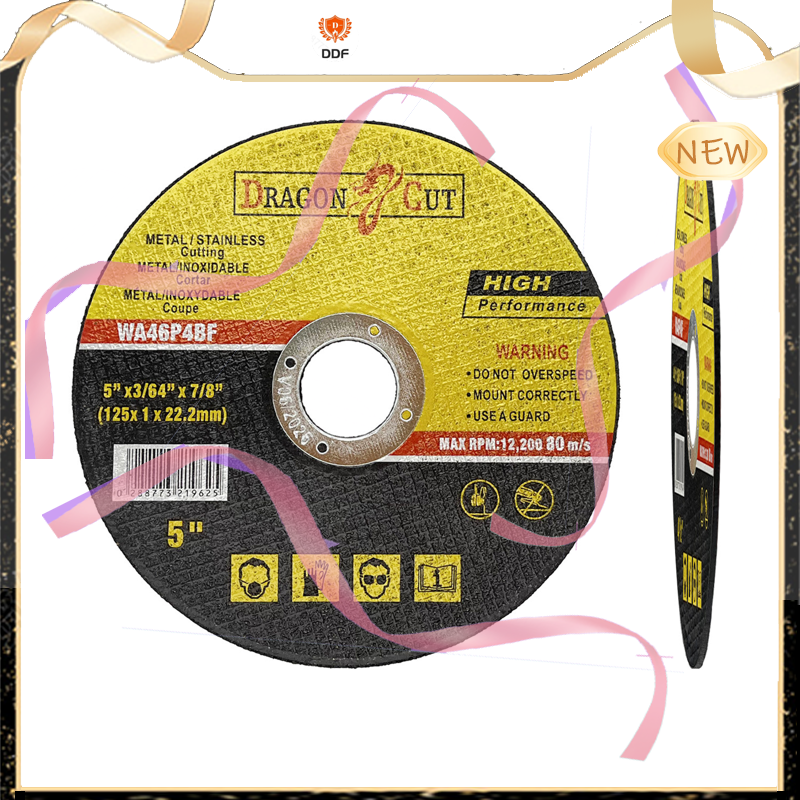 DDF
NEW
DRAGON CUT
METAL / STAINLESS
Cutting
METAL/INOXIDABLE
Cortar
METAL/INOXYDABLE
Coupe
HIGH
Performance
WA46P4BF
WARNING
• DO NOT OVERSPEED
• MOUNT CORRECTLY
• USE A GUARD
5" x3/64" x 7/8"
(125x 1 x 22.2mm)
MAX RPM:12,200 80 m/s
V06/2026
5"